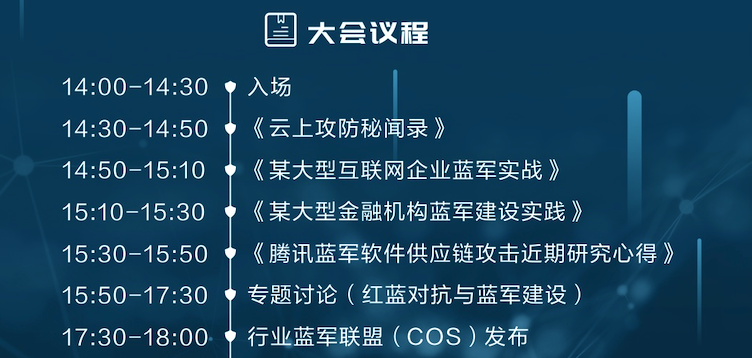 大会议程
14:00-14:30 入场
14:30-14:50 《云上攻防秘闻录》
14:50-15:10 《某大型互联网企业蓝军实战》
15:10-15:30 《某大型金融机构蓝军建设实践》
15:30-15:50 《腾讯蓝军软件供应链攻击近期研究心得》
15:50-17:30 专题讨论（红蓝对抗与蓝军建设）
17:30-18:00 行业蓝军联盟（COS）发布